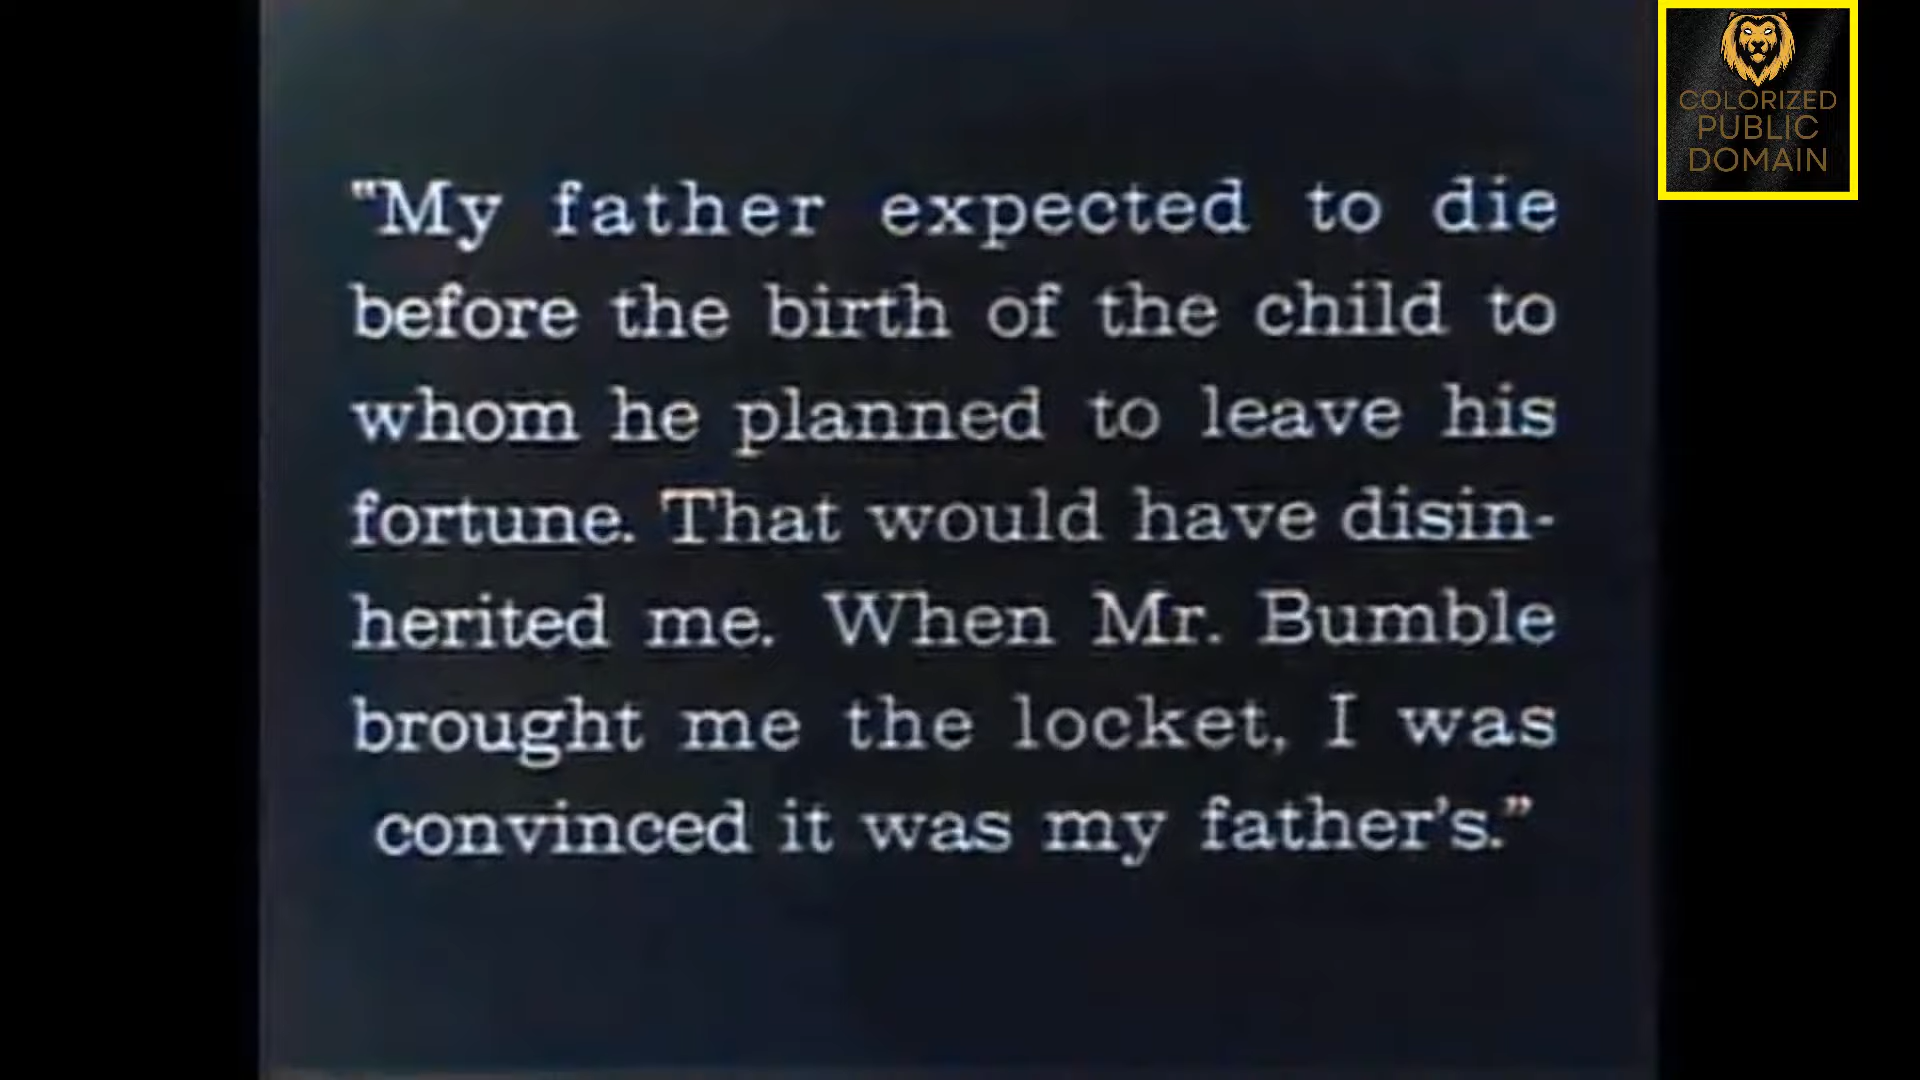 "My father expected to die
before the birth of the child to
whom he planned to leave his
fortune. That would have disin-
herited me. When Mr. Bumble
brought me the locket, I was
convinced it was my father's."
COLORIZED
PUBLIC
DOMAIN